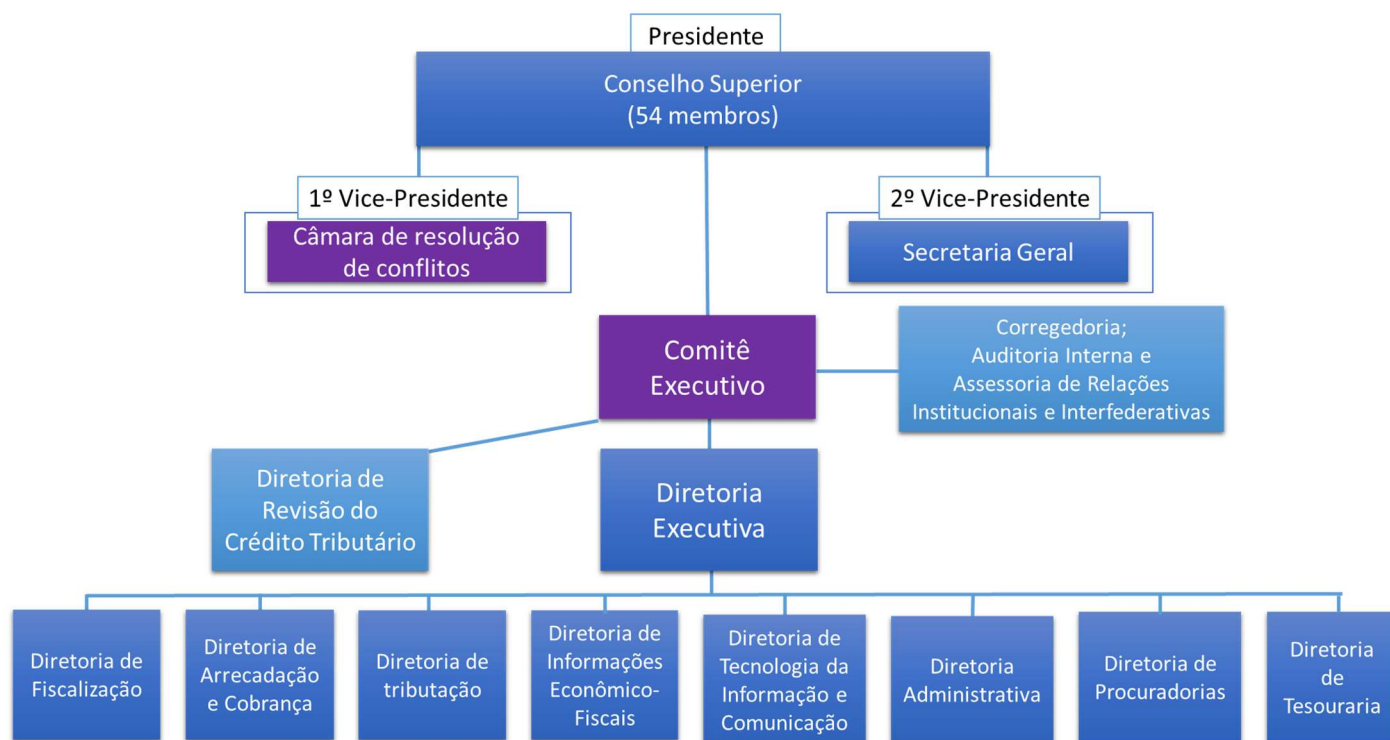 Presidente
Conselho Superior
(54 membros)
1º Vice-Presidente
Câmara de resolução
de conflitos
2º Vice-Presidente
Secretaria Geral
Comitê
Executivo
Corregedoria;
Auditoria Interna e
Assessoria de Relações
Institucionais e Interfederativas
Diretoria de
Revisão do
Crédito Tributário
Diretoria
Executiva
Diretoria de
Fiscalização
Diretoria de
Arrecadação
e Cobrança
Diretoria de
tributação
Diretoria de
Informações
Econômico-
Fiscais
Diretoria de
Tecnologia da
Informação e
Comunicação
Diretoria
Administrativa
Diretoria de
Procuradorias
Diretoria
de
Tesouraria